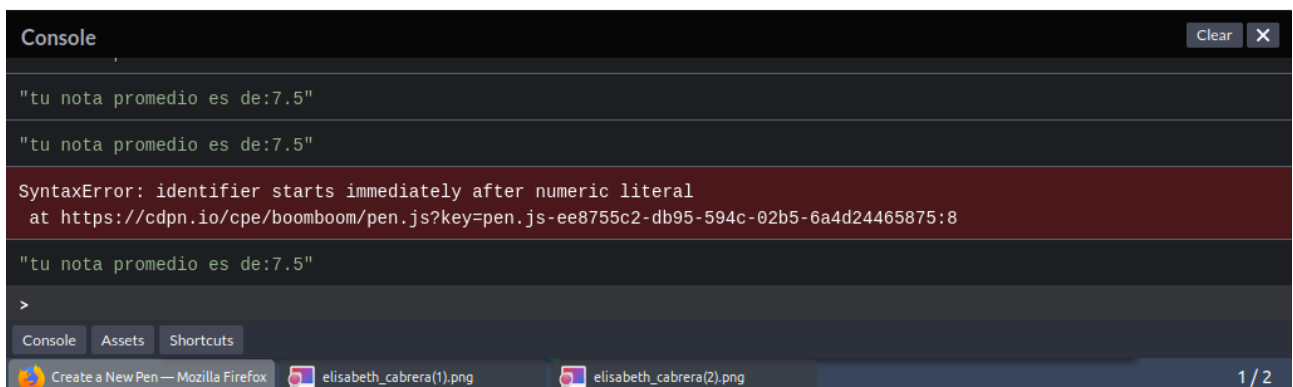 Console
Clear
"tu nota promedio es de:7.5"
"tu nota promedio es de:7.5"
SyntaxError: identifier starts immediately after numeric literal
at https://cdpn.io/cpe/boomboom/pen.js?key=pen.js-ee8755c2-db95-594c-02b5-6a4d24465875:8
"tu nota promedio es de:7.5"
>
Console Assets Shortcuts
Create a New Pen — Mozilla Firefox elisabeth_cabrera(1).png elisabeth_cabrera(2).png 1 / 2